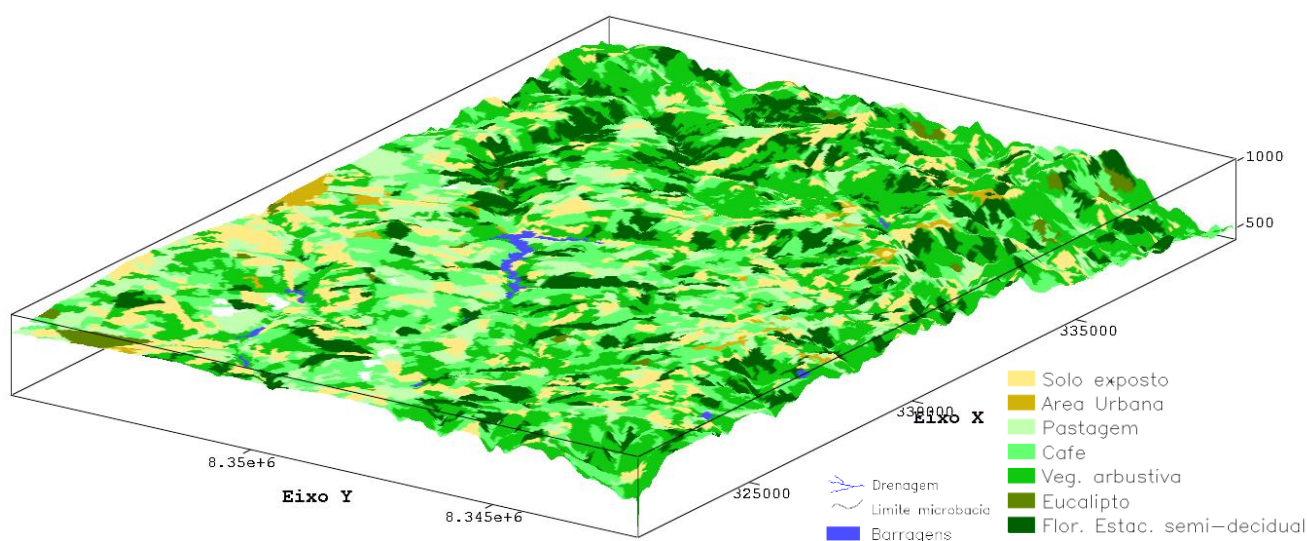 1000
500
335000
330000
Eixo X
325000
8.35e+6
Eixo Y
8.345e+6
Drenagem
Limite microbacia
Barragens
Solo exposto
Area Urbana
Pastagem
Cafe
Veg. arbustiva
Eucalipto
Flor. Estac. semi-decidual